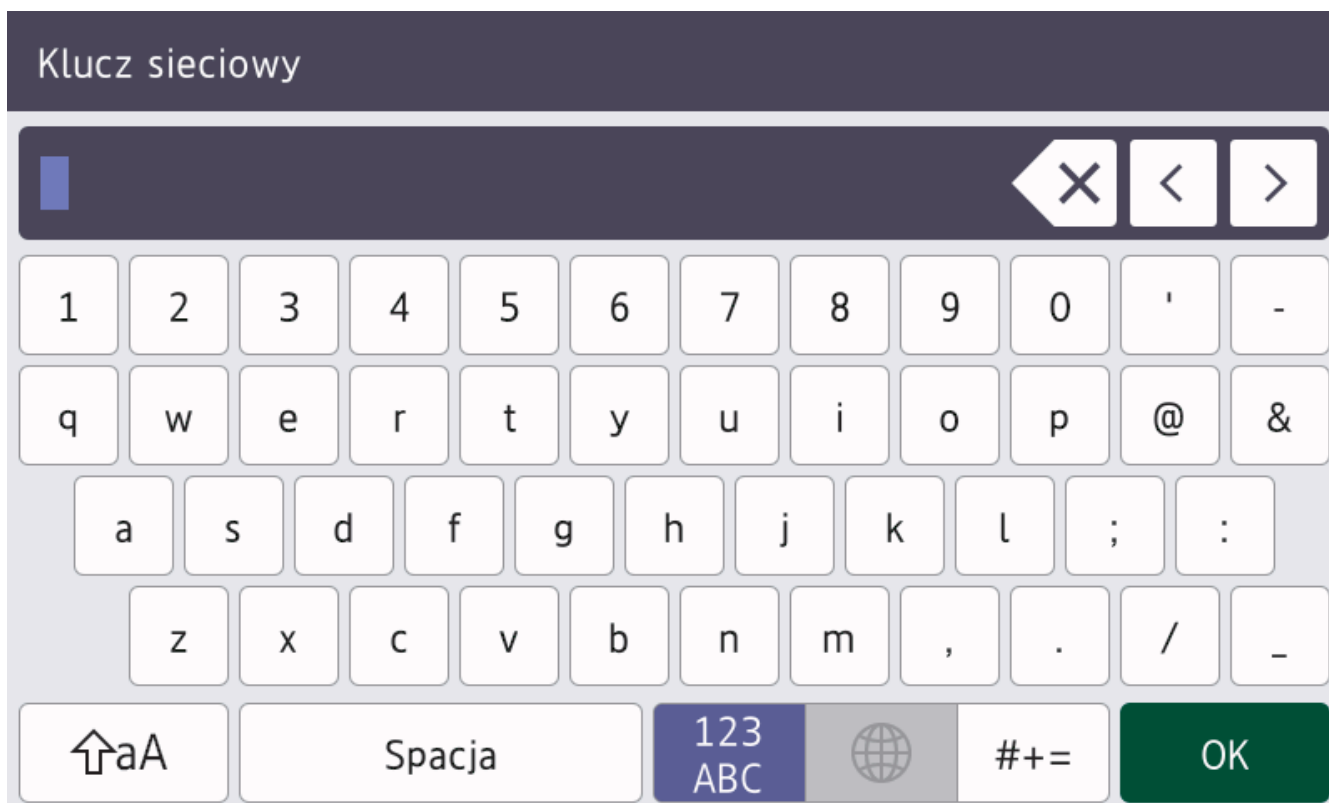 Klucz sieciowy
1 2 3 4 5 6 7 8 9 0 ' -
q w e r t y u i o p @ &
a s d f g h j k l ; :
z x c v b n m , . / _
aA Spacja 123 ABC #+= OK